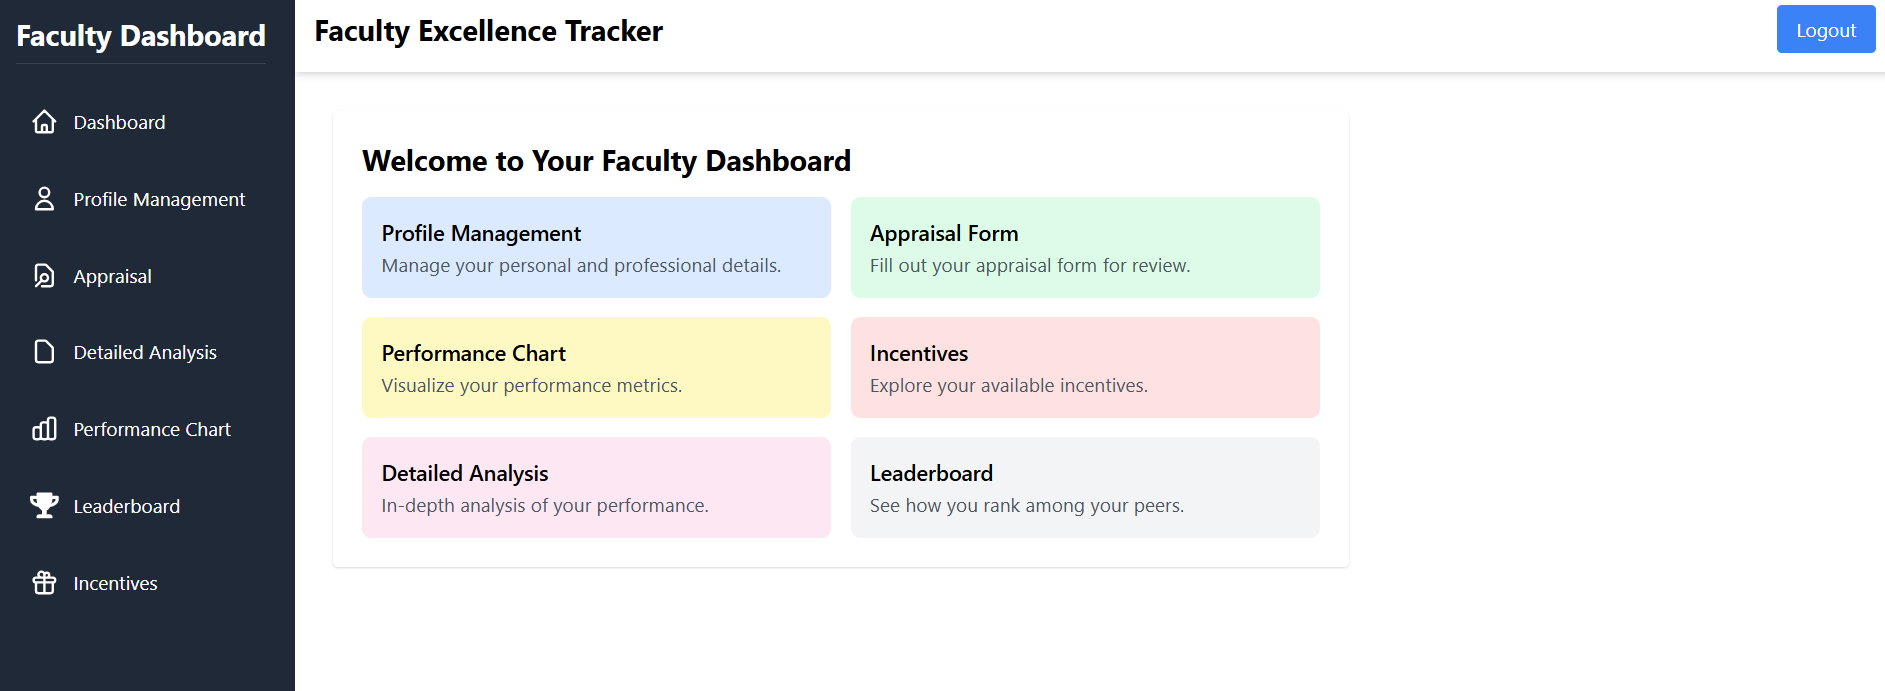 Faculty Dashboard
Dashboard
Profile Management
Appraisal
Detailed Analysis
Performance Chart
Leaderboard
Incentives
Faculty Excellence Tracker
Logout
Welcome to Your Faculty Dashboard
Profile Management
Manage your personal and professional details.
Appraisal Form
Fill out your appraisal form for review.
Performance Chart
Visualize your performance metrics.
Incentives
Explore your available incentives.
Detailed Analysis
In-depth analysis of your performance.
Leaderboard
See how you rank among your peers.